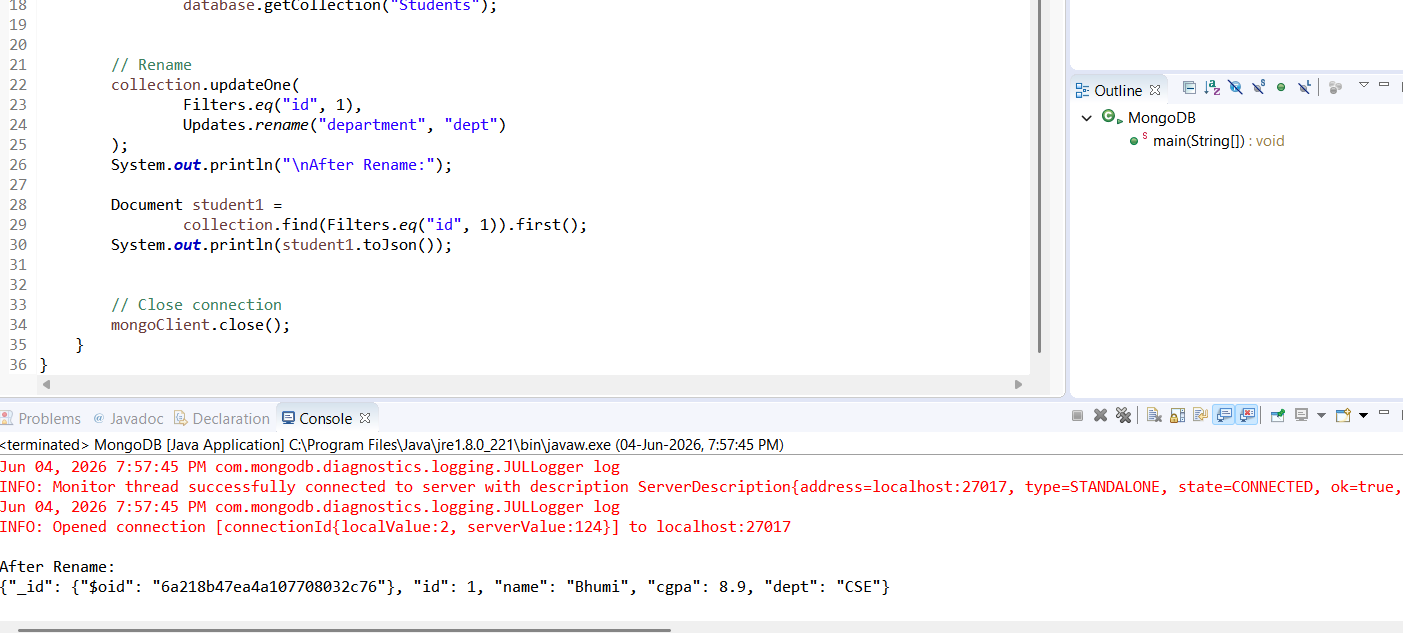 18                 database.getCollection("Students");
19
20
21         // Rename
22         collection.updateOne(
23                 Filters.eq("id", 1),
24                 Updates.rename("department", "dept")
25         );
26         System.out.println("\nAfter Rename:");
27
28         Document student1 =
29                 collection.find(Filters.eq("id", 1)).first();
30         System.out.println(student1.toJson());
31
32
33         // Close connection
34         mongoClient.close();
35     }
36 }
Outline
MongoDB
main(String[]) : void
Problems @ Javadoc Declaration Console
<terminated> MongoDB [Java Application] C:\Program Files\Java\jre1.8.0_221\bin\javaw.exe (04-Jun-2026, 7:57:45 PM)
Jun 04, 2026 7:57:45 PM com.mongodb.diagnostics.logging.JULLogger log
INFO: Monitor thread successfully connected to server with description ServerDescription{address=localhost:27017, type=STANDALONE, state=CONNECTED, ok=true,
Jun 04, 2026 7:57:45 PM com.mongodb.diagnostics.logging.JULLogger log
INFO: Opened connection [connectionId{localValue:2, serverValue:124}] to localhost:27017

After Rename:
{"_id": {"$oid": "6a218b47ea4a107708032c76"}, "id": 1, "name": "Bhumi", "cgpa": 8.9, "dept": "CSE"}